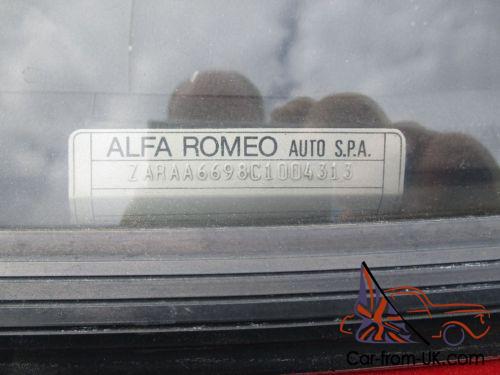 ALFA ROMEO AUTO S.P.A.
ZARAA6698C1004313
Car-from-UK.com